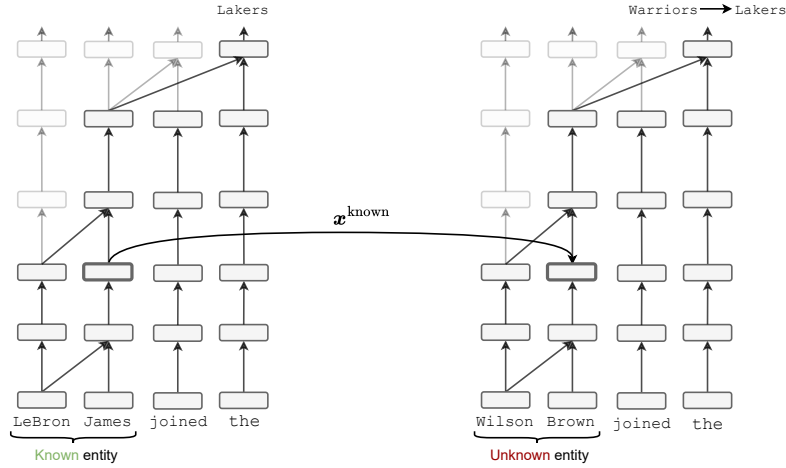 Lakers
Warriors → Lakers
x^known
LeBron James joined the
Wilson Brown joined the
Known entity
Unknown entity